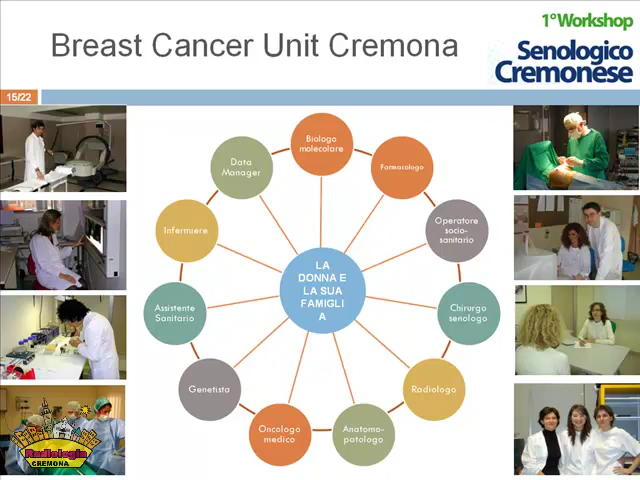 1°Workshop
Breast Cancer Unit Cremona
Senologico
Cremonese
15/22
Biologo
molecolare
Farmacologo
Operatore
socio-
sanitario
Chirurgo
senologo
Radiologo
Anatomo-
patologo
Oncologo
medico
Genetista
Assistente
Sanitario
Infermiere
Data
Manager
LA
DONNA E
LA SUA
FAMIGLI
A
Radiologia
CREMONA